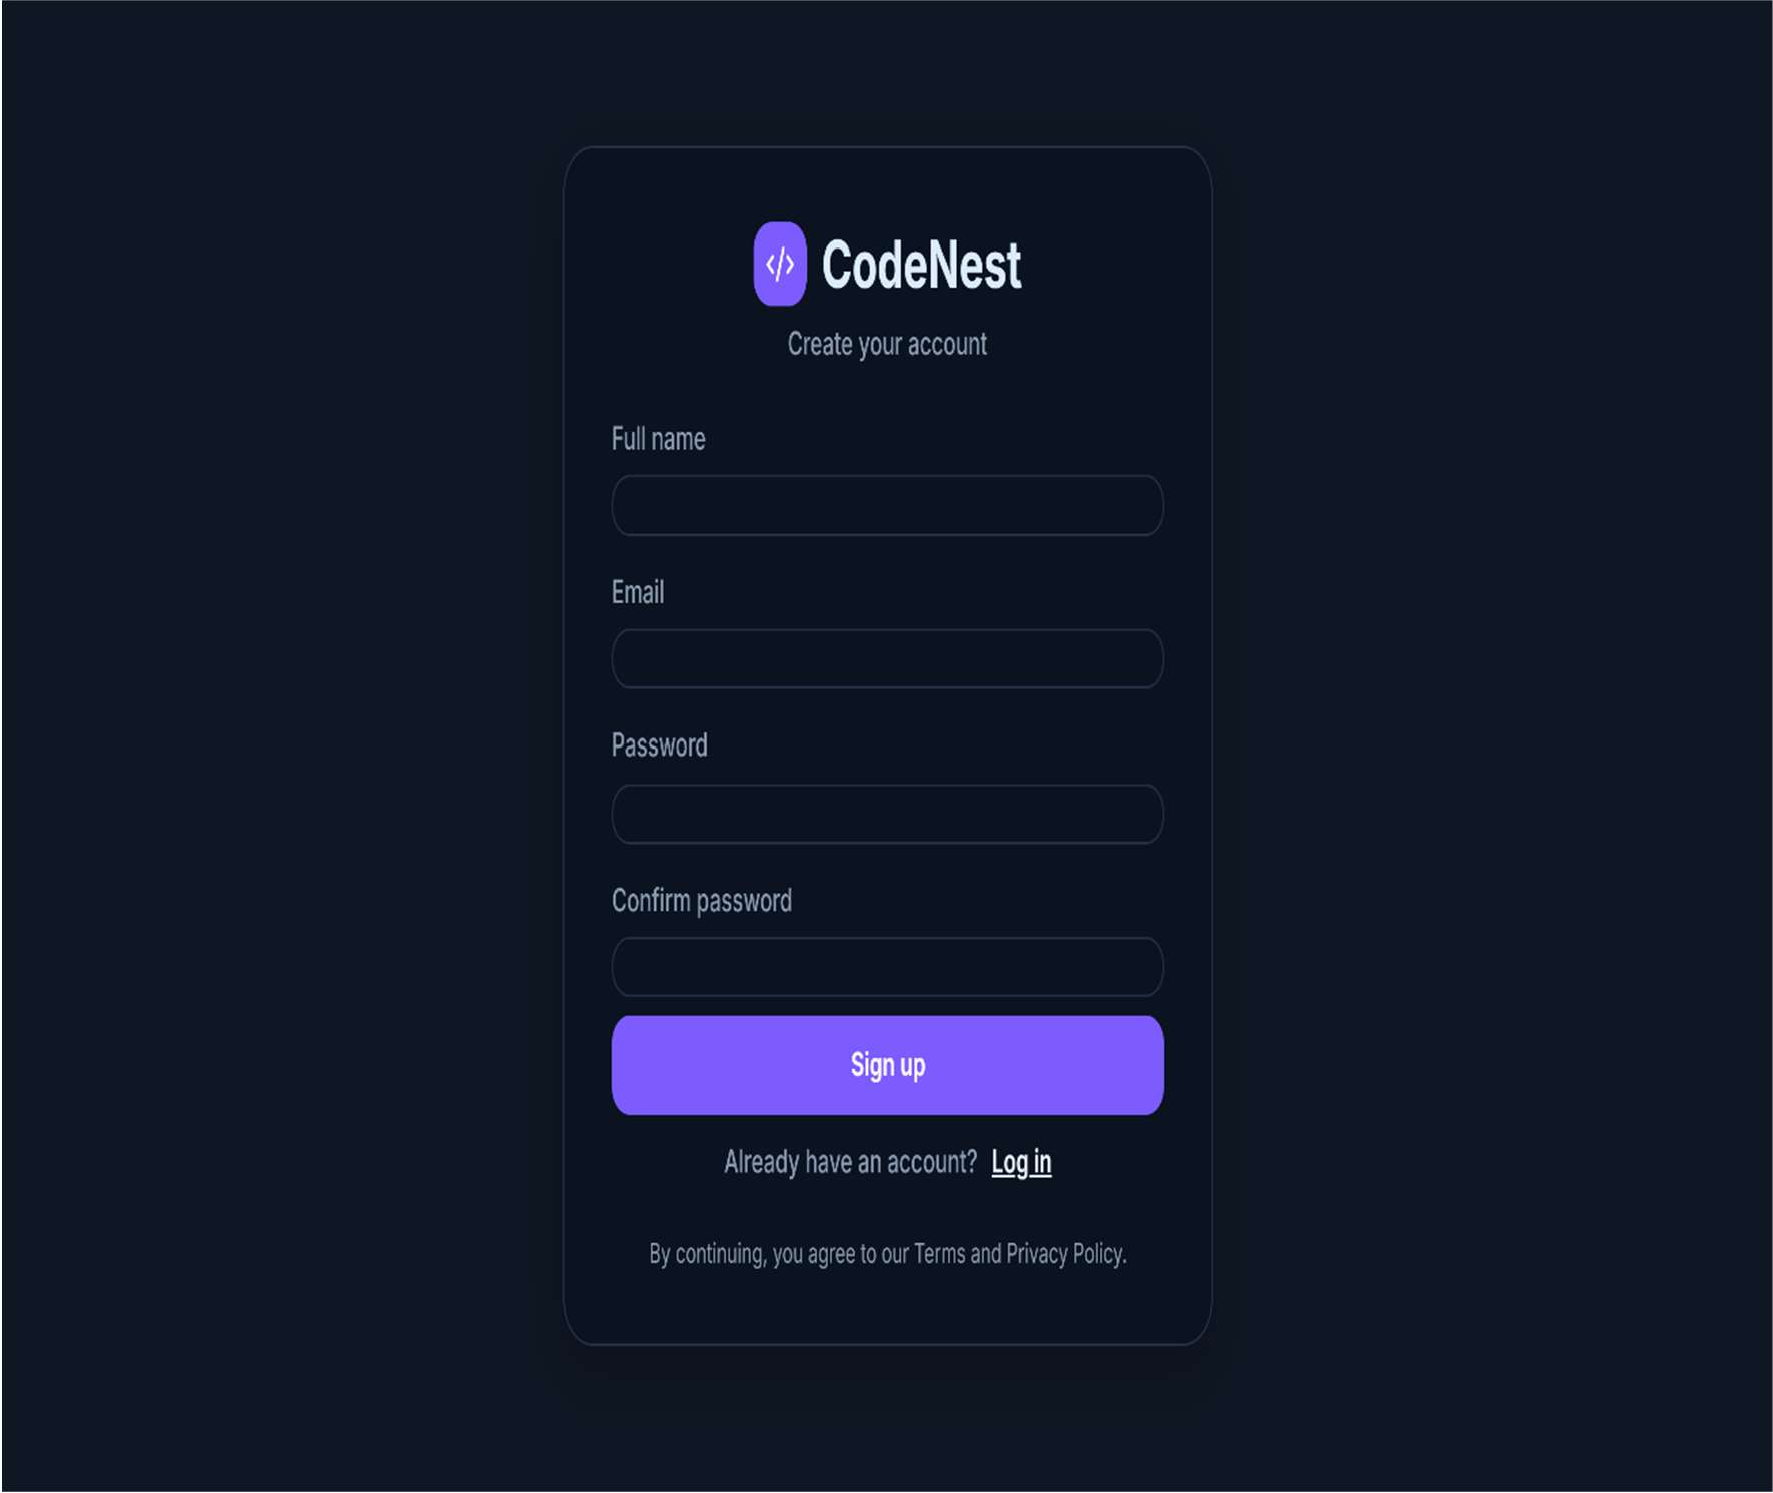 </> CodeNest
Create your account
Full name
Email
Password
Confirm password
Sign up
Already have an account? Log in
By continuing, you agree to our Terms and Privacy Policy.